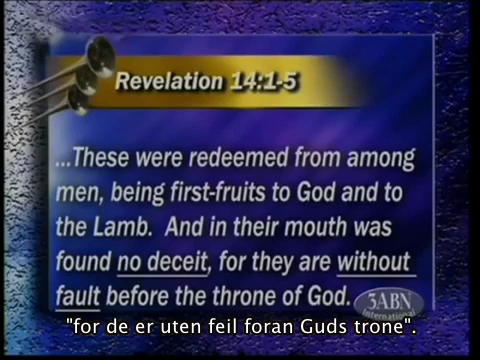 Revelation 14:1-5
...These were redeemed from among
men, being first-fruits to God and to
the Lamb. And in their mouth was
found no deceit, for they are without
fault before the throne of God.
3ABN
International
"for de er uten feil foran Guds trone".